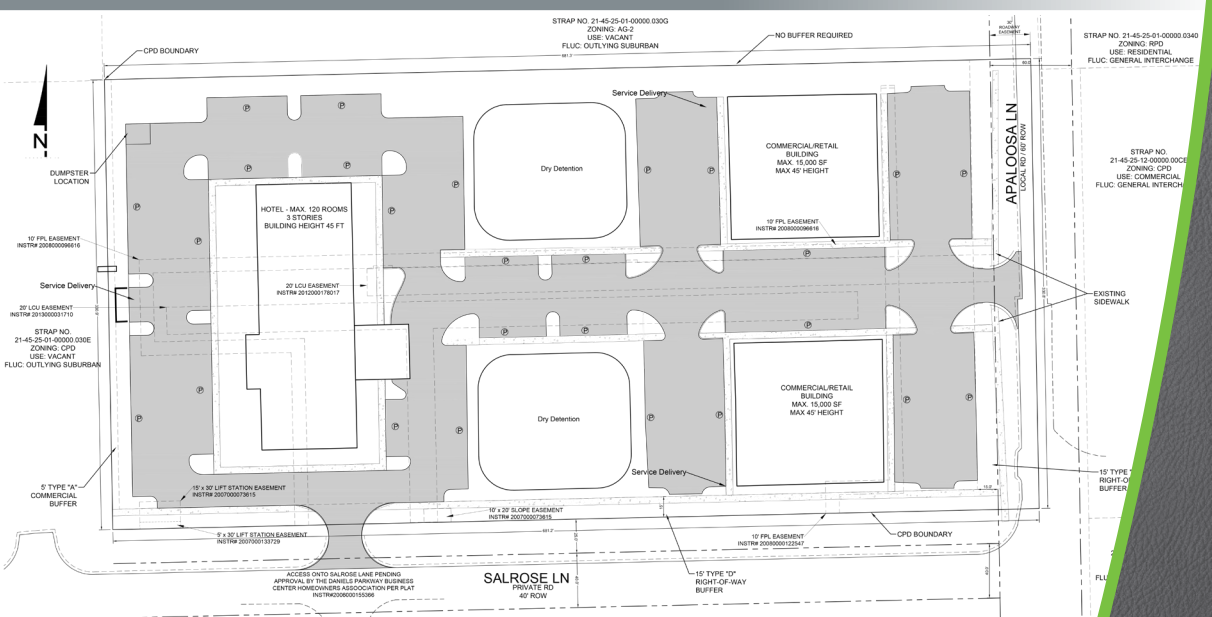 STRAP NO. 21-45-25-01-00000.030G
ZONING: AG-2
USE: VACANT
FLUC: OUTLYING SUBURBAN
CPD BOUNDARY
NO BUFFER REQUIRED
30'
ROADWAY
EASEMENT
STRAP NO. 21-45-25-01-00000.0340
ZONING: RPD
USE: RESIDENTIAL
FLUC: GENERAL INTERCHANGE
N
Service Delivery
COMMERCIAL/RETAIL
BUILDING
MAX. 15,000 SF
MAX 45' HEIGHT
APALOOSA LN
LOCAL RD / 60' ROW
STRAP NO.
21-45-25-12-00000.00CE
ZONING: CPD
USE: COMMERCIAL
FLUC: GENERAL INTERCH
DUMPSTER
LOCATION
Dry Detention
HOTEL - MAX. 120 ROOMS
3 STORIES
BUILDING HEIGHT 45 FT
10' FPL EASEMENT
INSTR# 2008000096616
10' FPL EASEMENT
INSTR# 2008000096616
Service Delivery
20' LCU EASEMENT
INSTR# 2012000178017
20' LCU EASEMENT
INSTR# 2013000031710
EXISTING
SIDEWALK
STRAP NO.
21-45-25-01-00000.030E
ZONING: CPD
USE: VACANT
FLUC: OUTLYING SUBURBAN
COMMERCIAL/RETAIL
BUILDING
MAX. 15,000 SF
MAX 45' HEIGHT
Dry Detention
Service Delivery
5' TYPE "A"
COMMERCIAL
BUFFER
15' x 30' LIFT STATION EASEMENT
INSTR# 2007000073615
15' TYPE "
RIGHT-O
BUFFER
10' x 20' SLOPE EASEMENT
INSTR# 2007000073615
5' x 30' LIFT STATION EASEMENT
INSTR# 2007000133729
10' FPL EASEMENT
INSTR# 20080000122547
CPD BOUNDARY
ACCESS ONTO SALROSE LANE PENDING
APPROVAL BY THE DANIELS PARKWAY BUSINESS
CENTER HOMEOWNERS ASSOCIATION PER PLAT
INSTR#2006000155366
SALROSE LN
PRIVATE RD
40' ROW
15' TYPE "D"
RIGHT-OF-WAY
BUFFER
FLU